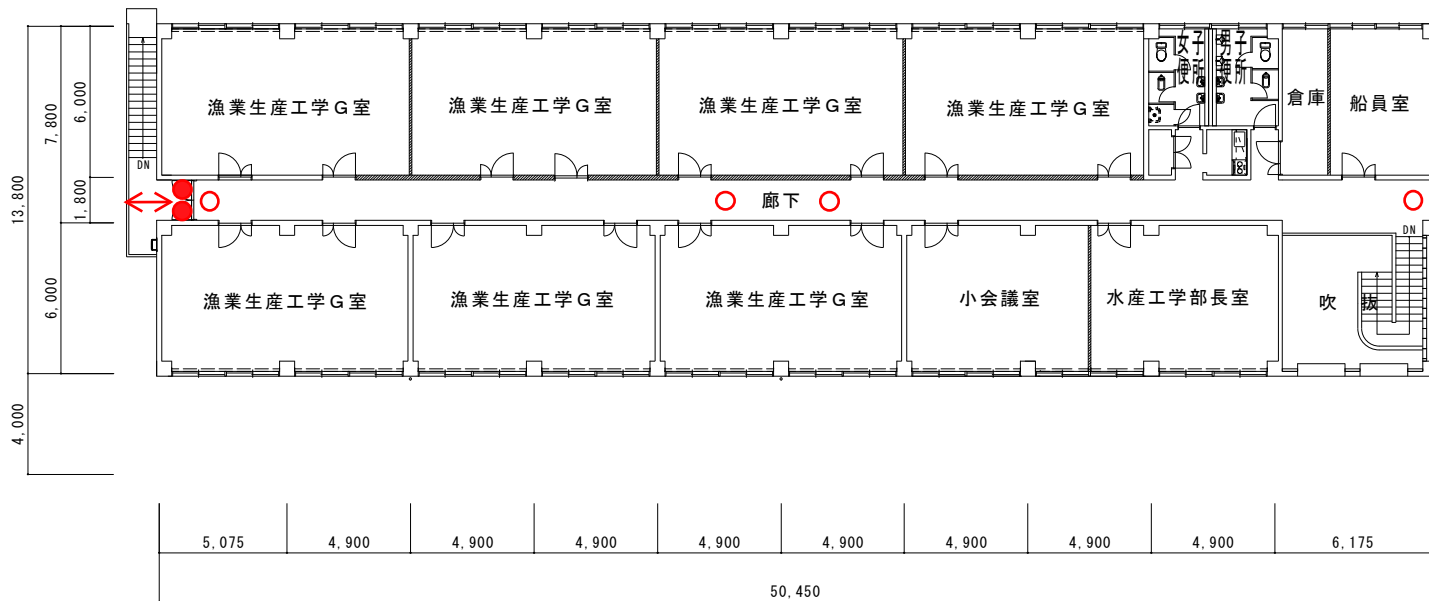 女子便所
男子便所
漁業生産工学G室
漁業生産工学G室
漁業生産工学G室
漁業生産工学G室
倉庫
船員室
DN
廊下
DN
漁業生産工学G室
漁業生産工学G室
漁業生産工学G室
小会議室
水産工学部長室
吹抜
13,800
7,800
6,000
1,800
6,000
4,000
5,075
4,900
4,900
4,900
4,900
4,900
4,900
4,900
4,900
6,175
50,450